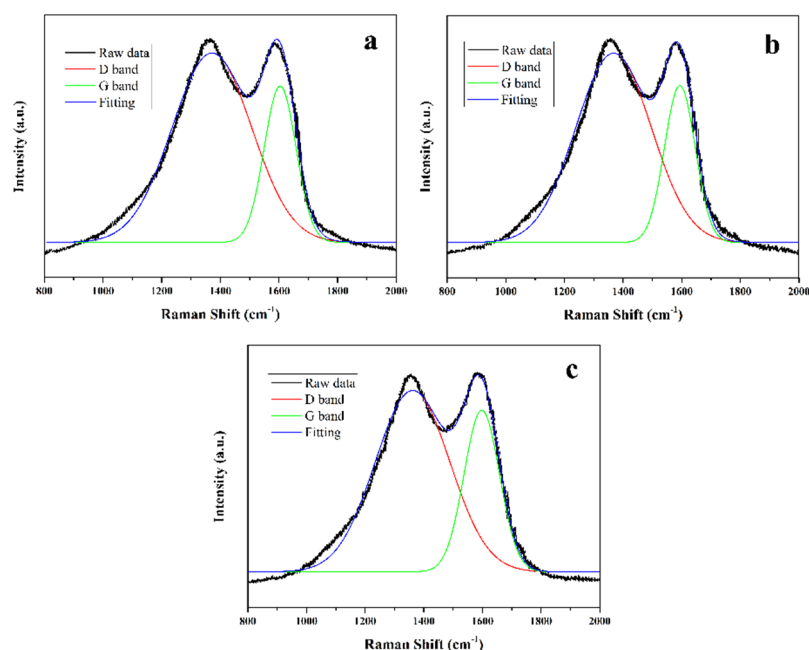 a
Raw data
D band
G band
Fitting
Intensity (a.u.)
800 1000 1200 1400 1600 1800 2000
Raman Shift (cm⁻¹)
b
Raw data
D band
G band
Fitting
Intensity (a.u.)
800 1000 1200 1400 1600 1800 2000
Raman Shift (cm⁻¹)
c
Raw data
D band
G band
Fitting
Intensity (a.u.)
800 1000 1200 1400 1600 1800 2000
Raman Shift (cm⁻¹)